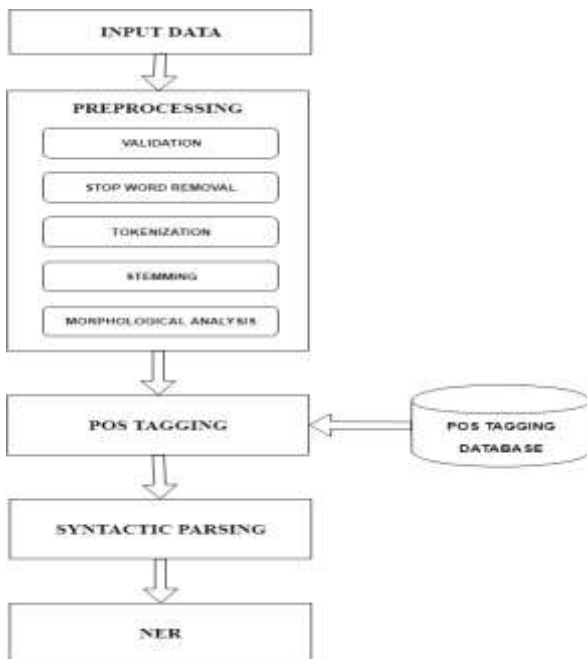 INPUT DATA
PREPROCESSING
VALIDATION
STOP WORD REMOVAL
TOKENIZATION
STEMMING
MORPHOLOGICAL ANALYSIS
POS TAGGING
POS TAGGING
DATABASE
SYNTACTIC PARSING
NER